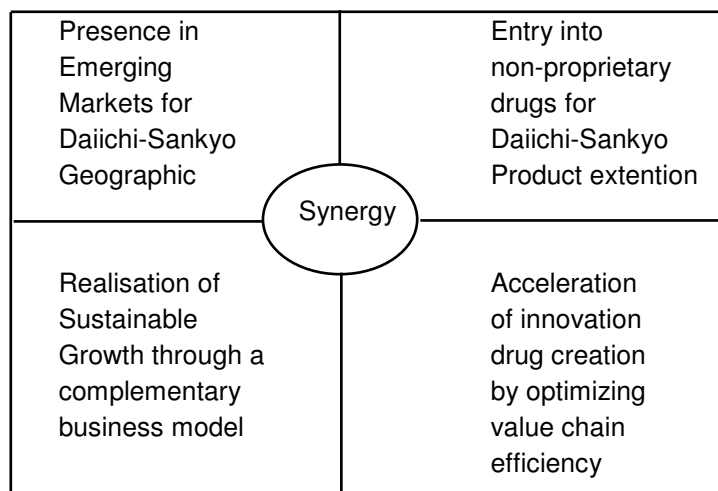 Presence in
Emerging
Markets for
Daiichi-Sankyo
Geographic
Entry into
non-proprietary
drugs for
Daiichi-Sankyo
Product extention
Synergy
Realisation of
Sustainable
Growth through a
complementary
business model
Acceleration
of innovation
drug creation
by optimizing
value chain
efficiency